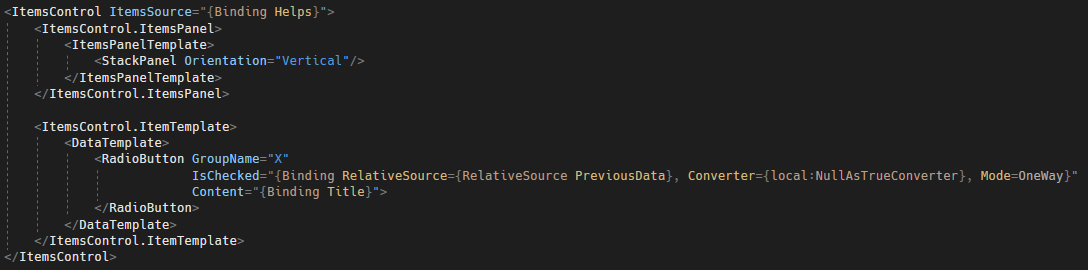 <ItemsControl ItemsSource="{Binding Helps}">
    <ItemsControl.ItemsPanel>
        <ItemsPanelTemplate>
            <StackPanel Orientation="Vertical"/>
        </ItemsPanelTemplate>
    </ItemsControl.ItemsPanel>

    <ItemsControl.ItemTemplate>
        <DataTemplate>
            <RadioButton GroupName="X"
                         IsChecked="{Binding RelativeSource={RelativeSource PreviousData}, Converter={local:NullAsTrueConverter}, Mode=OneWay}"
                         Content="{Binding Title}">
            </RadioButton>
        </DataTemplate>
    </ItemsControl.ItemTemplate>
</ItemsControl>